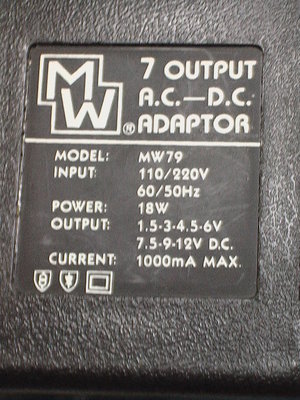 MW
®
7 OUTPUT
A.C.—D.C.
ADAPTOR
MODEL: MW79
INPUT: 110/220V
60/50Hz
POWER: 18W
OUTPUT: 1.5-3-4.5-6V
7.5-9-12V D.C.
CURRENT: 1000mA MAX.